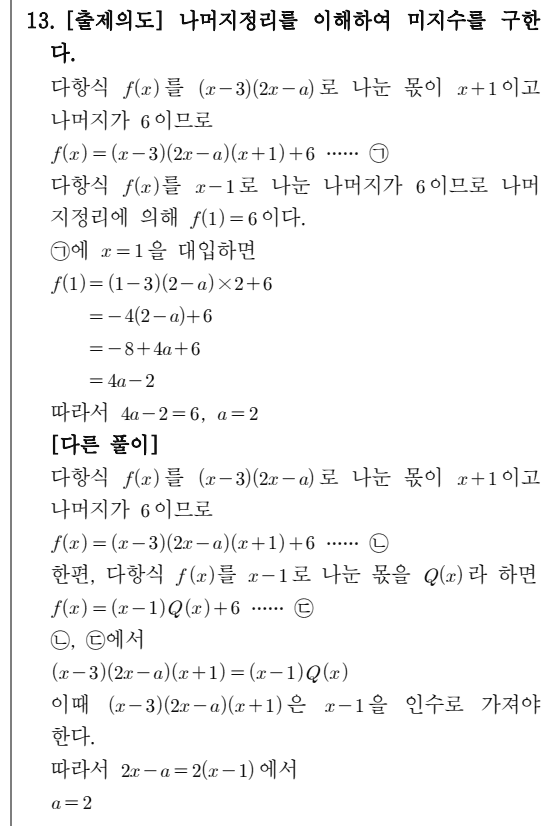 13. [출제의도] 나머지정리를 이해하여 미지수를 구한
다.
다항식 f(x)를 (x-3)(2x-a)로 나눈 몫이 x+1이고
나머지가 6이므로
f(x)=(x-3)(2x-a)(x+1)+6 ⋯⋯ ㉠
다항식 f(x)를 x-1로 나눈 나머지가 6이므로 나머
지정리에 의해 f(1)=6이다.
㉠에 x=1을 대입하면
f(1)=(1-3)(2-a)×2+6
=-4(2-a)+6
=-8+4a+6
=4a-2
따라서 4a-2=6, a=2
[다른 풀이]
다항식 f(x)를 (x-3)(2x-a)로 나눈 몫이 x+1이고
나머지가 6이므로
f(x)=(x-3)(2x-a)(x+1)+6 ⋯⋯ ㉡
한편, 다항식 f(x)를 x-1로 나눈 몫을 Q(x)라 하면
f(x)=(x-1)Q(x)+6 ⋯⋯ ㉢
㉡, ㉢에서
(x-3)(2x-a)(x+1)=(x-1)Q(x)
이때 (x-3)(2x-a)(x+1)은 x-1을 인수로 가져야
한다.
따라서 2x-a=2(x-1)에서
a=2